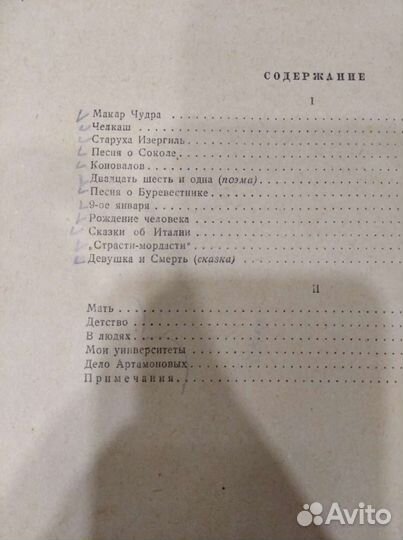 СОДЕРЖАНИЕ
I
Макар Чудра
Челкаш
Старуха Изергиль
Песня о Соколе
Коновалов
Двадцать шесть и одна (поэма)
Песня о Буревестнике
9-ое января
Рождение человека
Сказки об Италии
„Страсти-мордасти“
Девушка и Смерть (сказка)
II
Мать
Детство
В людях
Мои университеты
Дело Артамоновых
Примечания
Avito